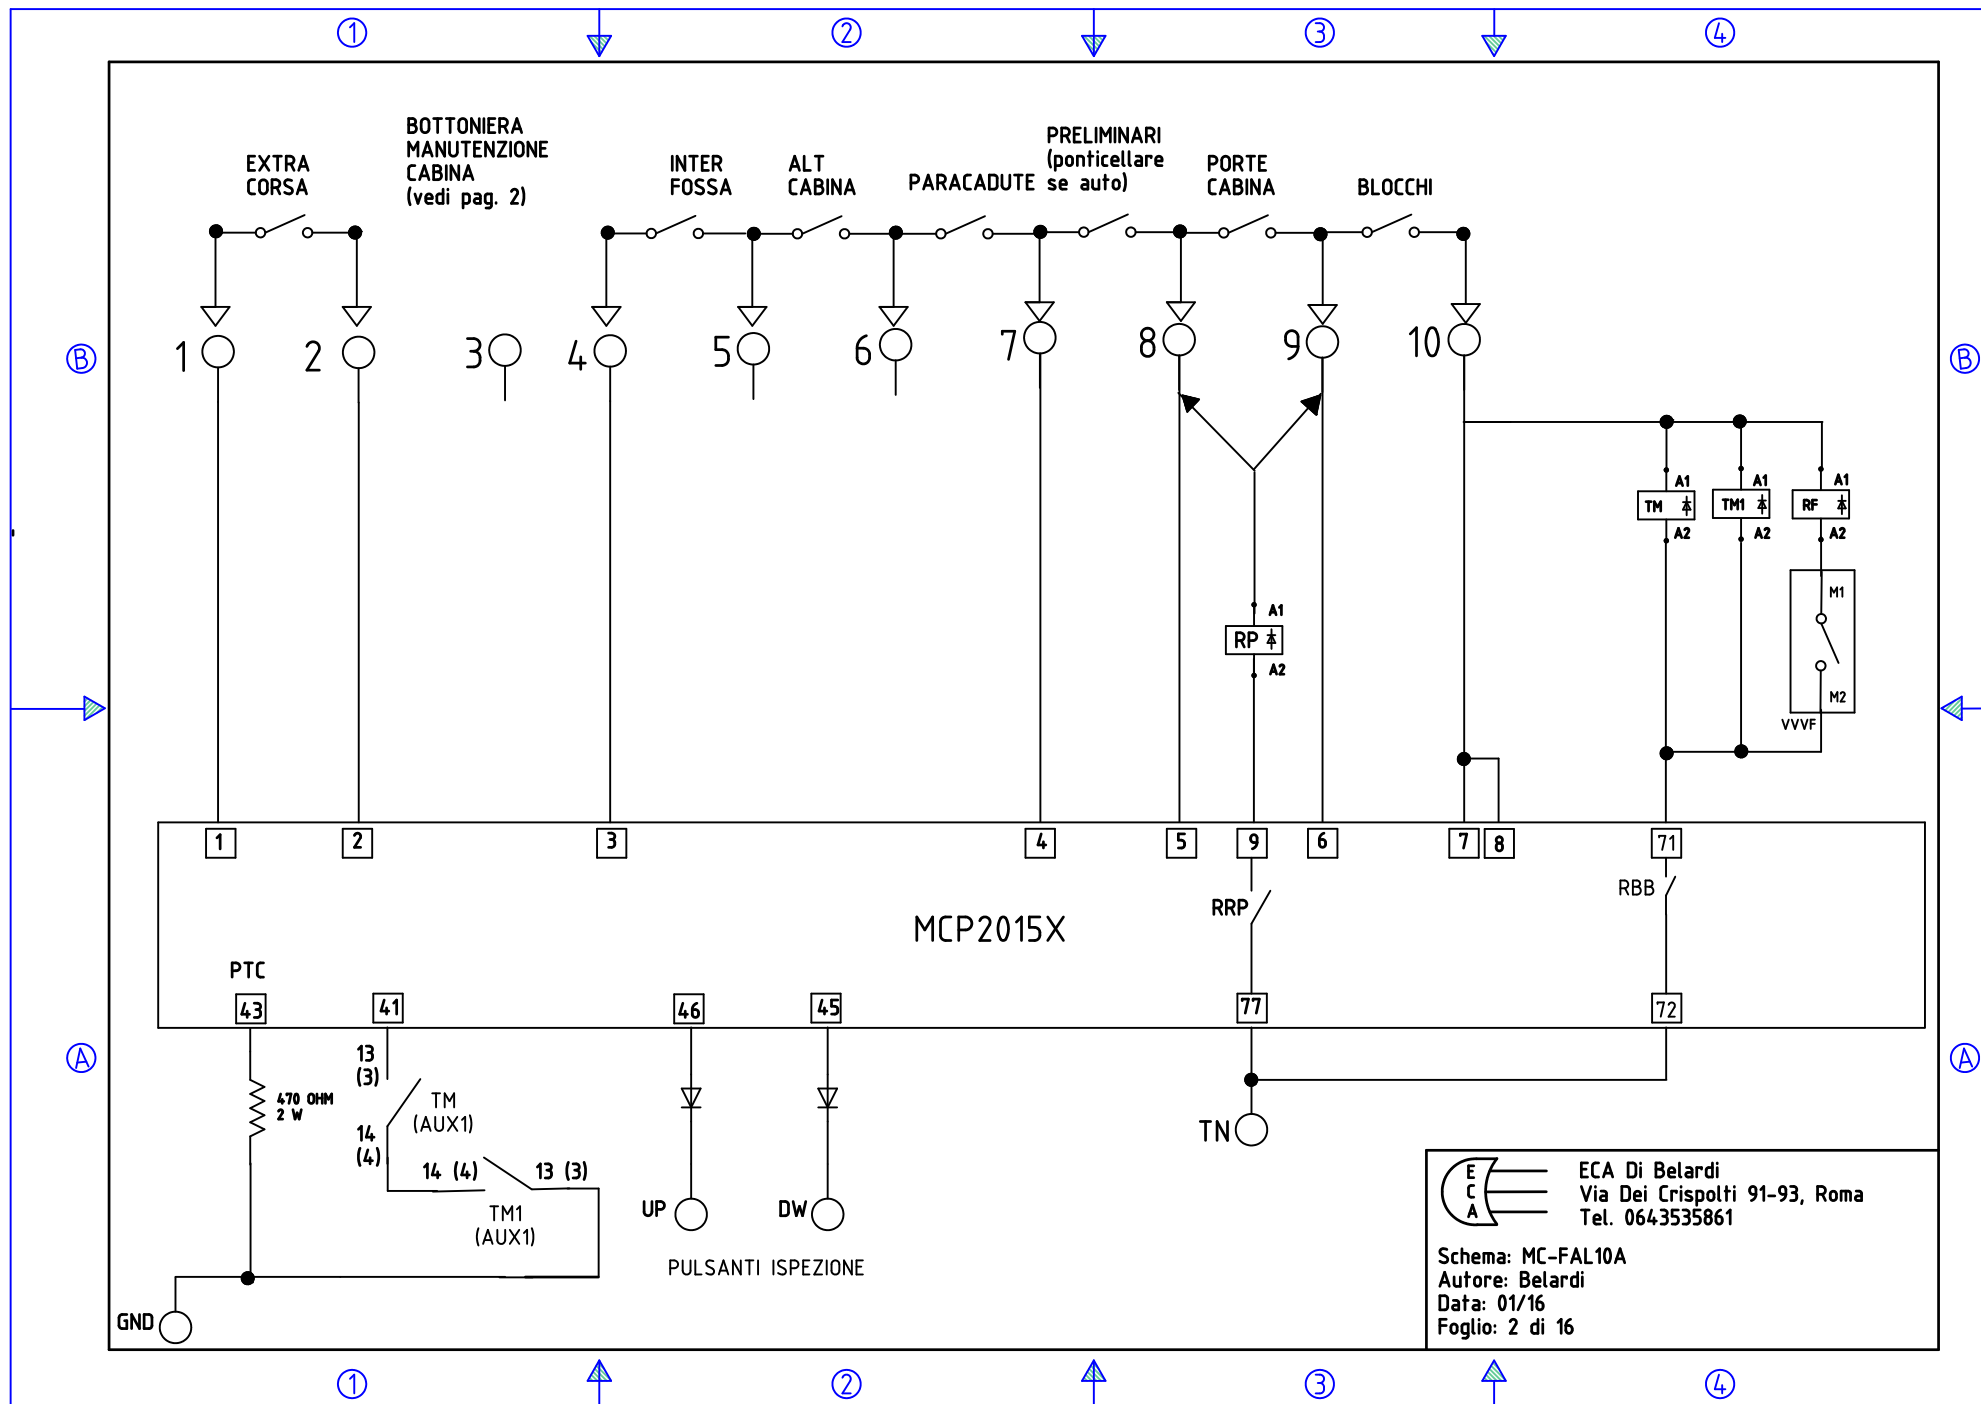 1
2
3
4
BOTTONIERA
MANUTENZIONE
CABINA
(vedi pag. 2)
EXTRA
CORSA
INTER
FOSSA
ALT
CABINA
PARACADUTE
PRELIMINARI
(ponticellare
se auto)
PORTE
CABINA
BLOCCHI
1
2
3
4
5
6
7
8
9
10
B
B
A1
TM
A2
A1
TM1
A2
A1
RF
A2
M1
M2
VVVF
A1
RP
A2
1
2
3
4
5
9
6
7
8
71
RRP
RBB
MCP2015X
PTC
43
41
46
45
77
72
A
A
470 OHM
2 W
13
(3)
TM
(AUX1)
14
(4)
14 (4)
13 (3)
TM1
(AUX1)
UP
DW
PULSANTI ISPEZIONE
TN
GND
E
C
A
ECA Di Belardi
Via Dei Crispolti 91-93, Roma
Tel. 0643535861
Schema: MC-FAL10A
Autore: Belardi
Data: 01/16
Foglio: 2 di 16
1
2
3
4